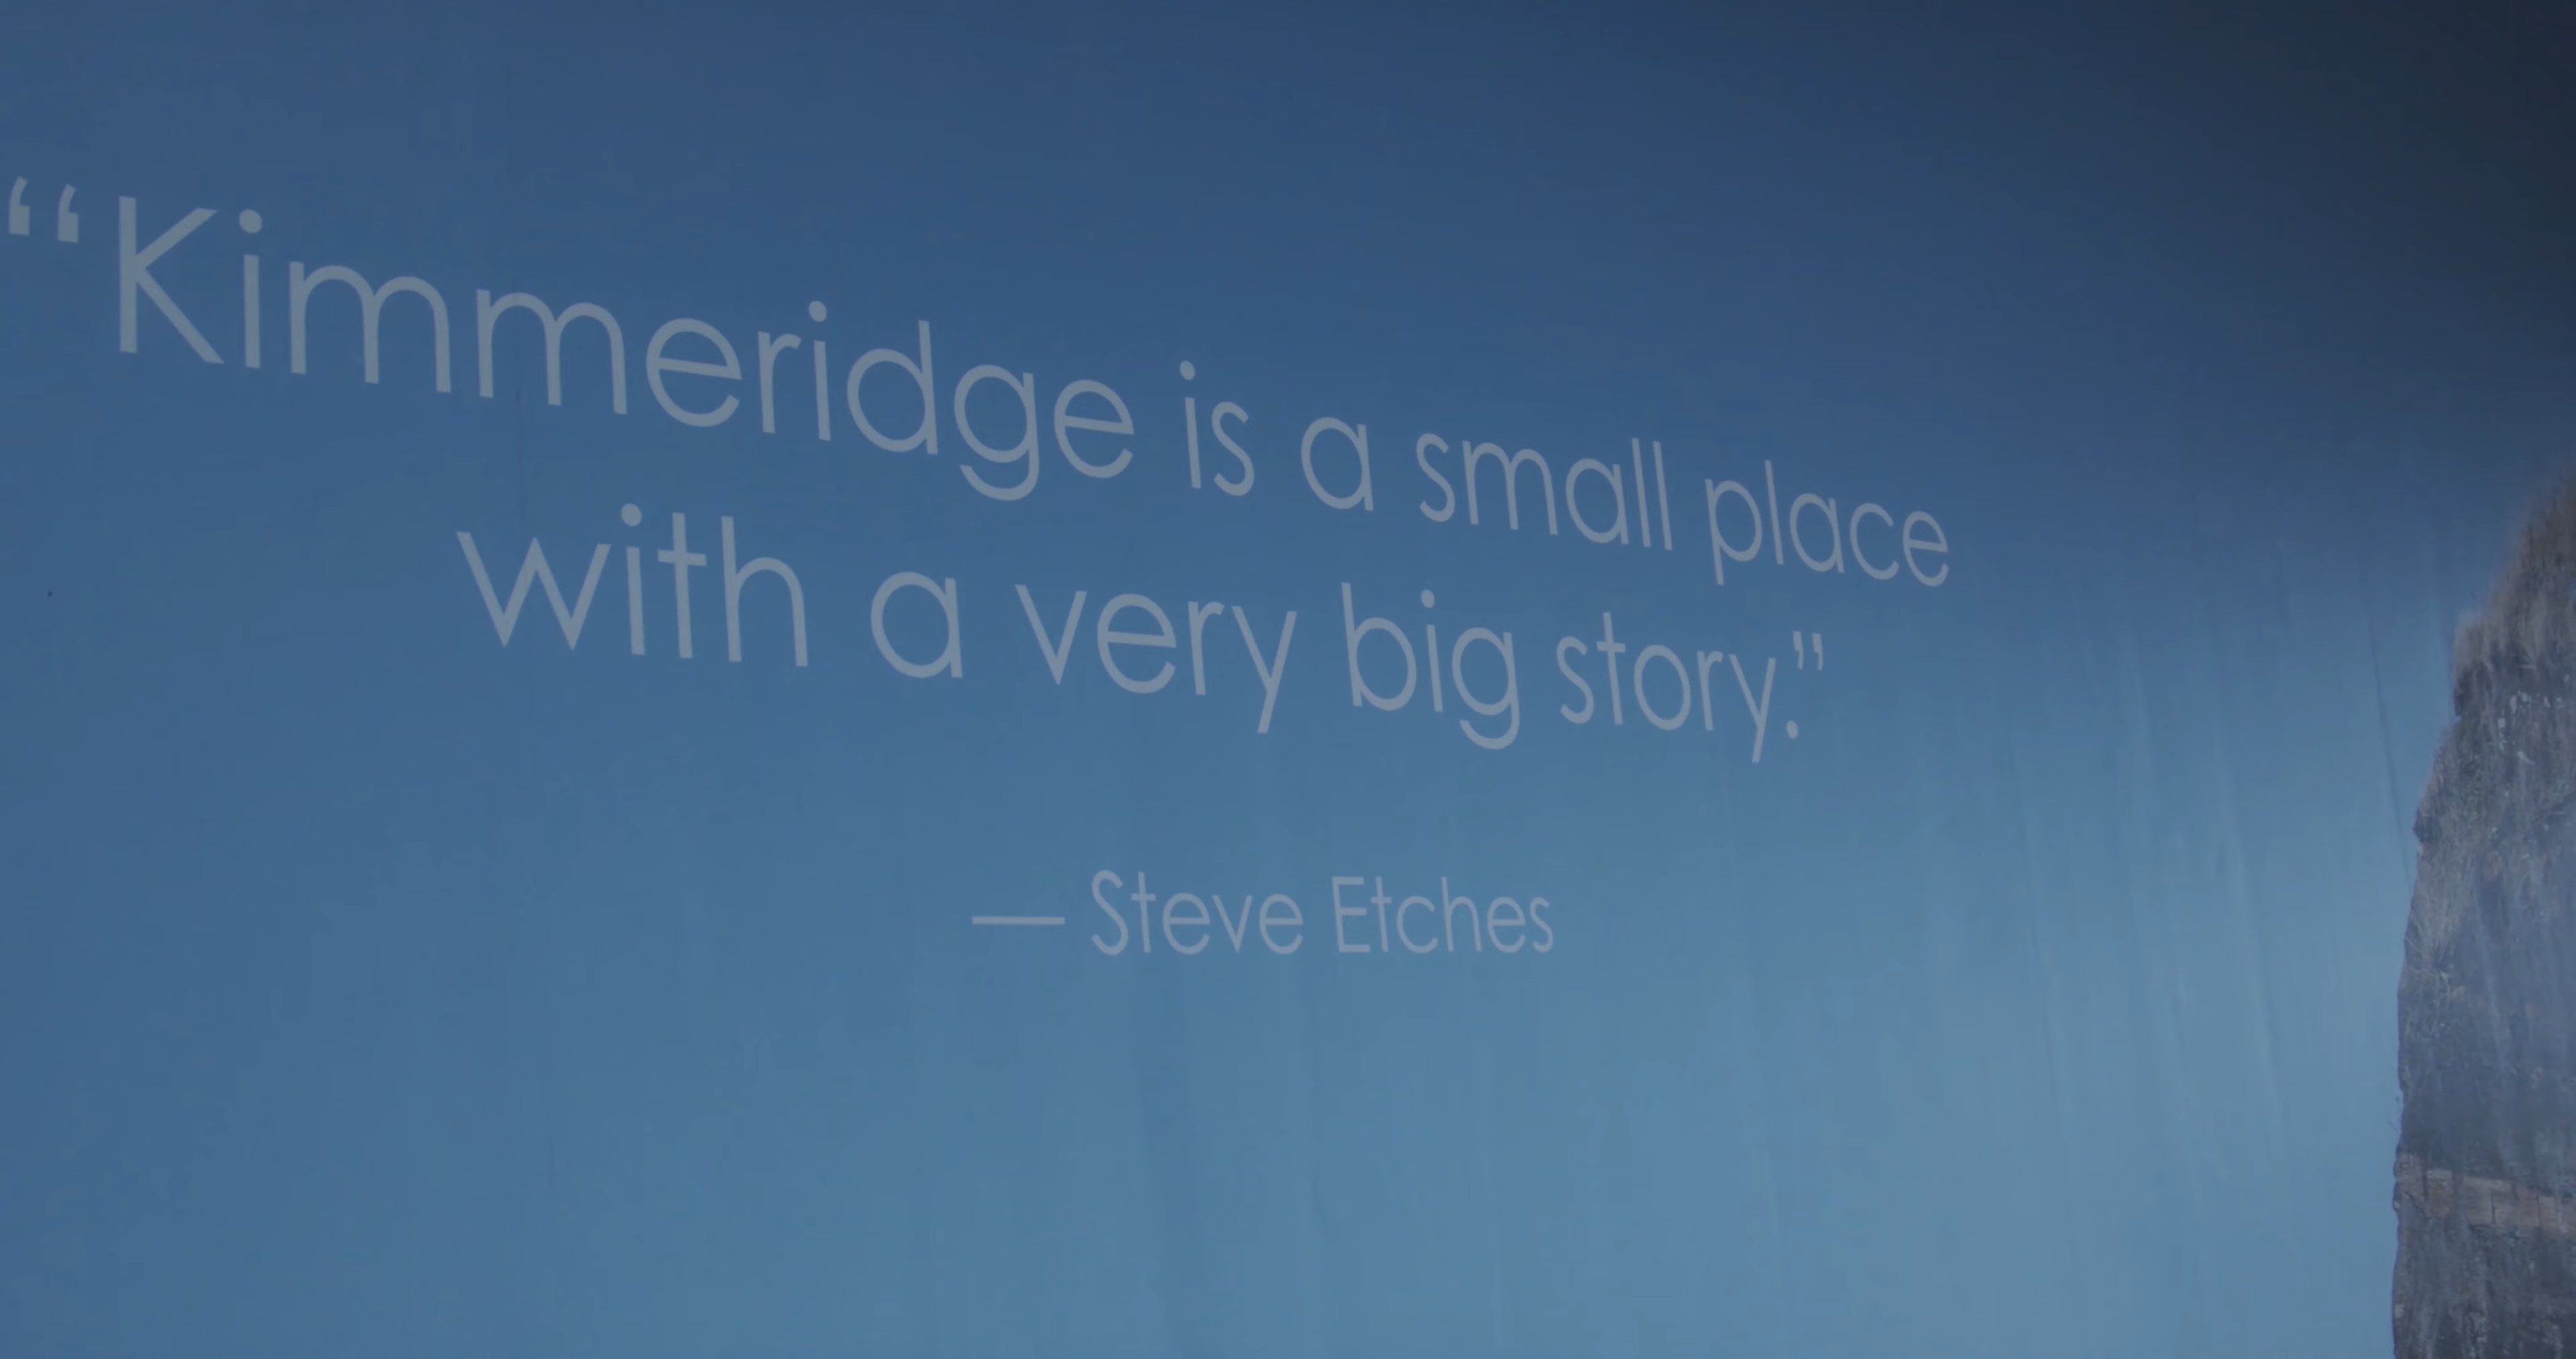 “Kimmeridge is a small place
with a very big story.”
— Steve Etches